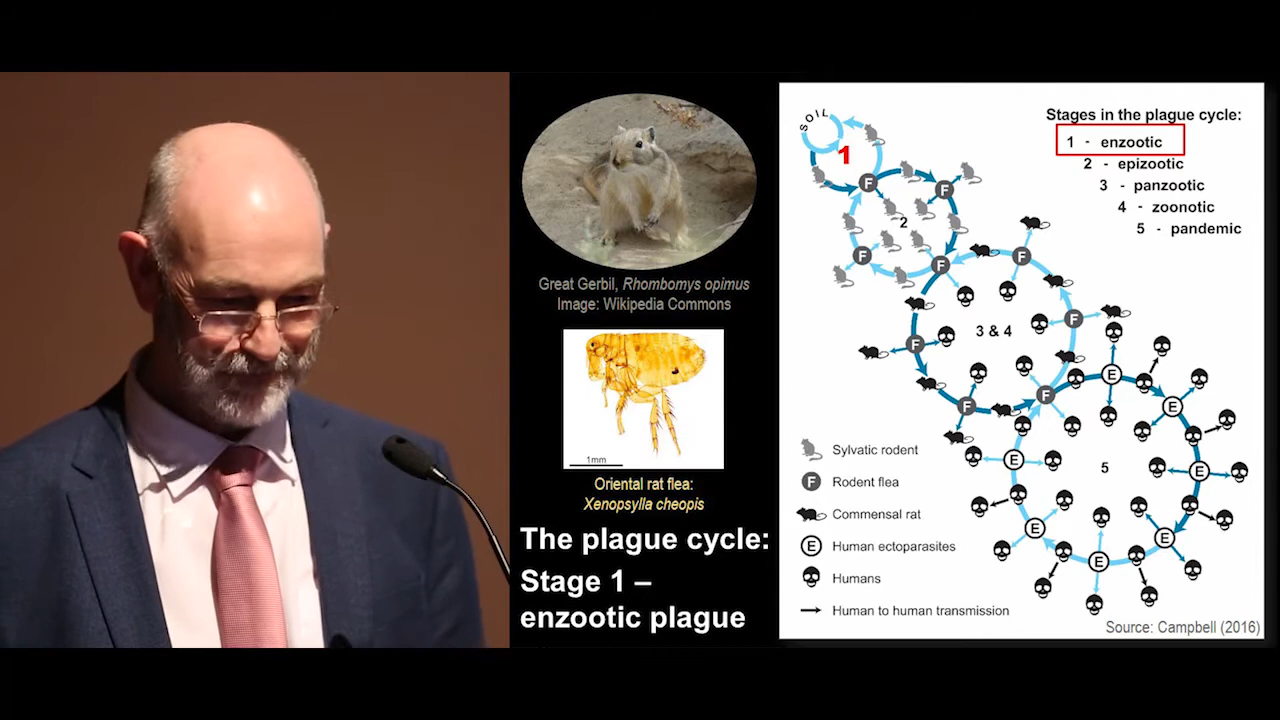 Great Gerbil, Rhombomys opimus
Image: Wikipedia Commons
1mm
Oriental rat flea:
Xenopsylla cheopis
The plague cycle:
Stage 1 –
enzootic plague
SOIL
1
2
3 & 4
5
F
F
F
F
F
F
F
F
F
E
E
E
E
E
E
E
Stages in the plague cycle:
1 - enzootic
2 - epizootic
3 - panzootic
4 - zoonotic
5 - pandemic
Sylvatic rodent
F Rodent flea
Commensal rat
E Human ectoparasites
Humans
Human to human transmission
Source: Campbell (2016)